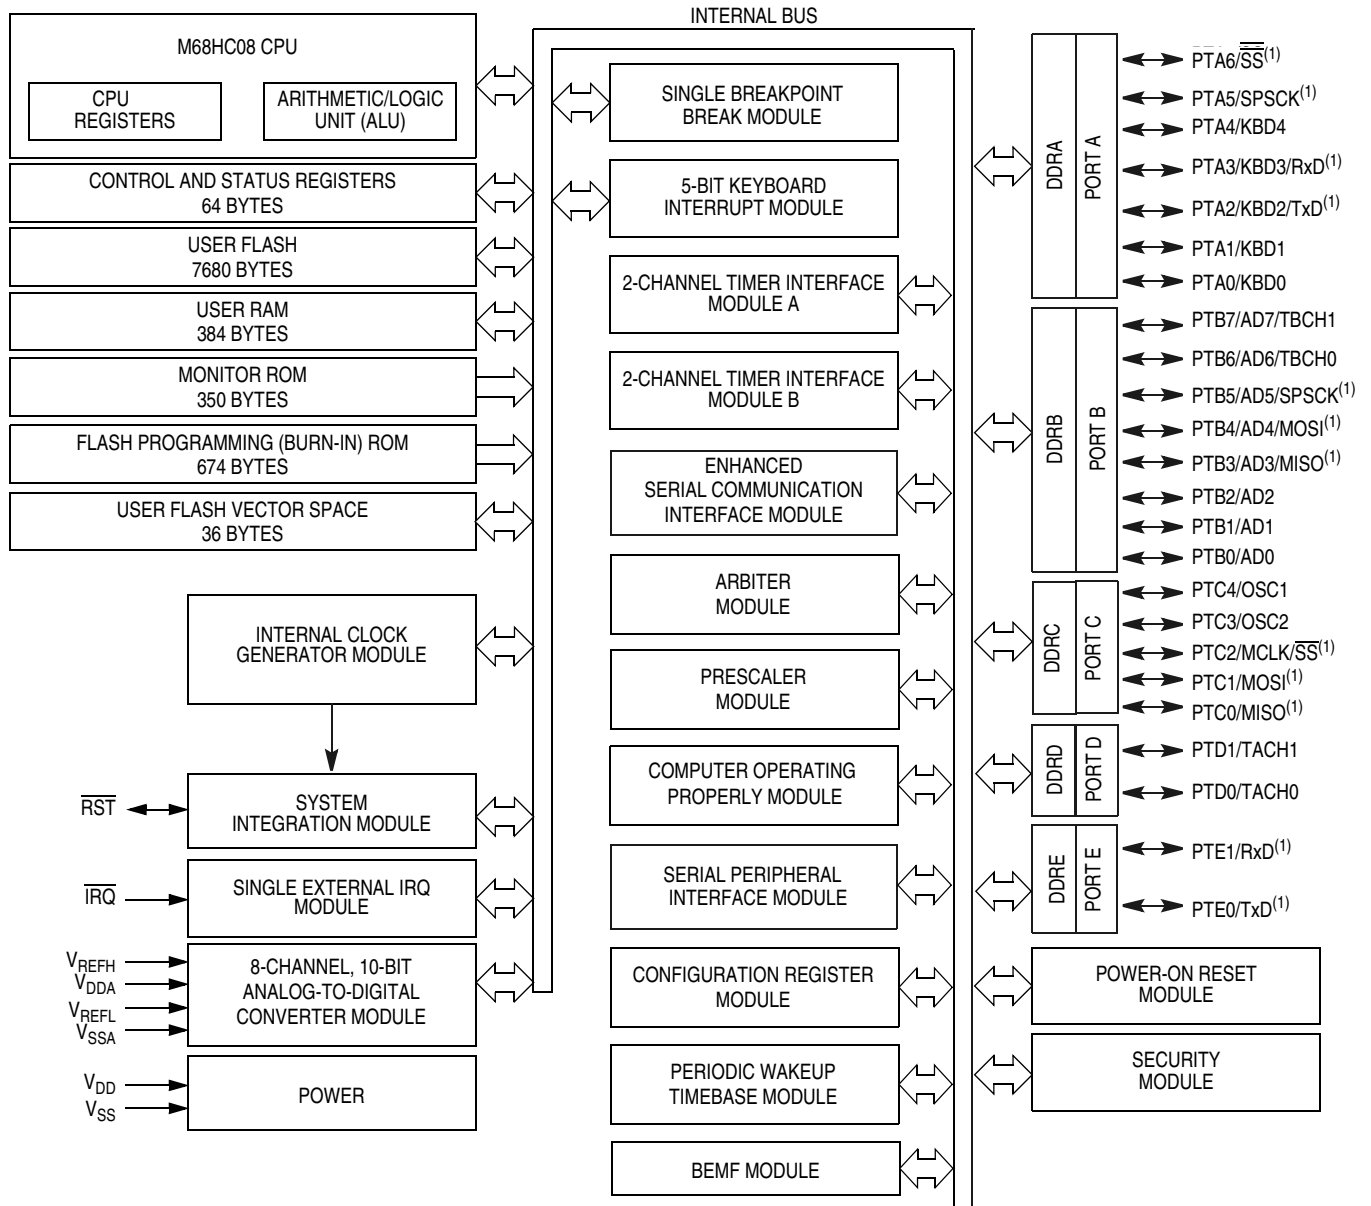 INTERNAL BUS
M68HC08 CPU
CPU
REGISTERS
ARITHMETIC/LOGIC
UNIT (ALU)
CONTROL AND STATUS REGISTERS
64 BYTES
USER FLASH
7680 BYTES
USER RAM
384 BYTES
MONITOR ROM
350 BYTES
FLASH PROGRAMMING (BURN-IN) ROM
674 BYTES
USER FLASH VECTOR SPACE
36 BYTES
INTERNAL CLOCK
GENERATOR MODULE
RST
SYSTEM
INTEGRATION MODULE
IRQ
SINGLE EXTERNAL IRQ
MODULE
VREFH
VDDA
VREFL
VSSA
8-CHANNEL, 10-BIT
ANALOG-TO-DIGITAL
CONVERTER MODULE
VDD
VSS
POWER
SINGLE BREAKPOINT
BREAK MODULE
5-BIT KEYBOARD
INTERRUPT MODULE
2-CHANNEL TIMER INTERFACE
MODULE A
2-CHANNEL TIMER INTERFACE
MODULE B
ENHANCED
SERIAL COMMUNICATION
INTERFACE MODULE
ARBITER
MODULE
PRESCALER
MODULE
COMPUTER OPERATING
PROPERLY MODULE
SERIAL PERIPHERAL
INTERFACE MODULE
CONFIGURATION REGISTER
MODULE
PERIODIC WAKEUP
TIMEBASE MODULE
BEMF MODULE
DDRA
PORT A
PTA6/SS(1)
PTA5/SPSCK(1)
PTA4/KBD4
PTA3/KBD3/RxD(1)
PTA2/KBD2/TxD(1)
PTA1/KBD1
PTA0/KBD0
DDRB
PORT B
PTB7/AD7/TBCH1
PTB6/AD6/TBCH0
PTB5/AD5/SPSCK(1)
PTB4/AD4/MOSI(1)
PTB3/AD3/MISO(1)
PTB2/AD2
PTB1/AD1
PTB0/AD0
DDRC
PORT C
PTC4/OSC1
PTC3/OSC2
PTC2/MCLK/SS(1)
PTC1/MOSI(1)
PTC0/MISO(1)
DDRD
PORT D
PTD1/TACH1
PTD0/TACH0
DDRE
PORT E
PTE1/RxD(1)
PTE0/TxD(1)
POWER-ON RESET
MODULE
SECURITY
MODULE